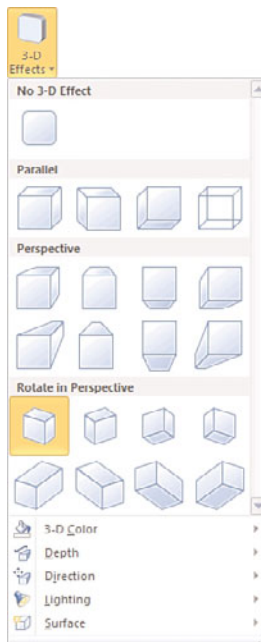 3-D
Effects
No 3-D Effect
Parallel
Perspective
Rotate in Perspective
3-D Color
Depth
Direction
Lighting
Surface